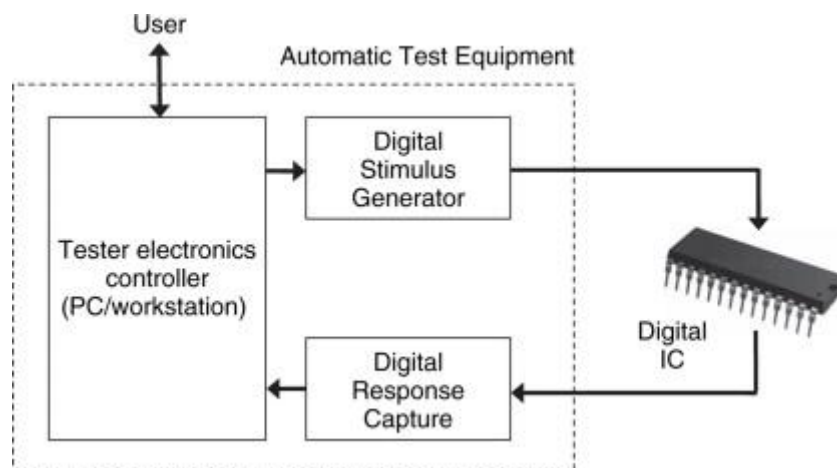 User
Automatic Test Equipment
Digital
Stimulus
Generator
Tester electronics
controller
(PC/workstation)
Digital
Response
Capture
Digital
IC